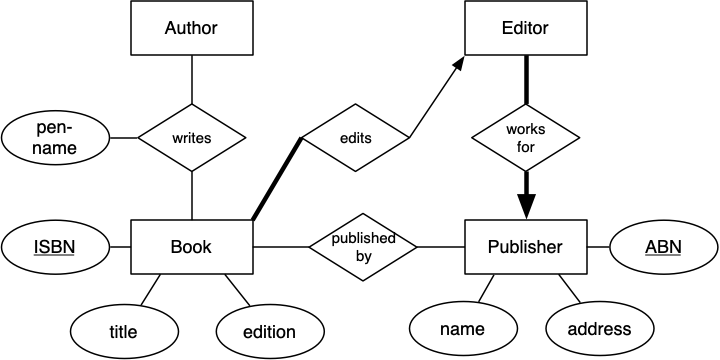 Author
Editor
pen-
name
writes
edits
works
for
ISBN
Book
published
by
Publisher
ABN
title
edition
name
address